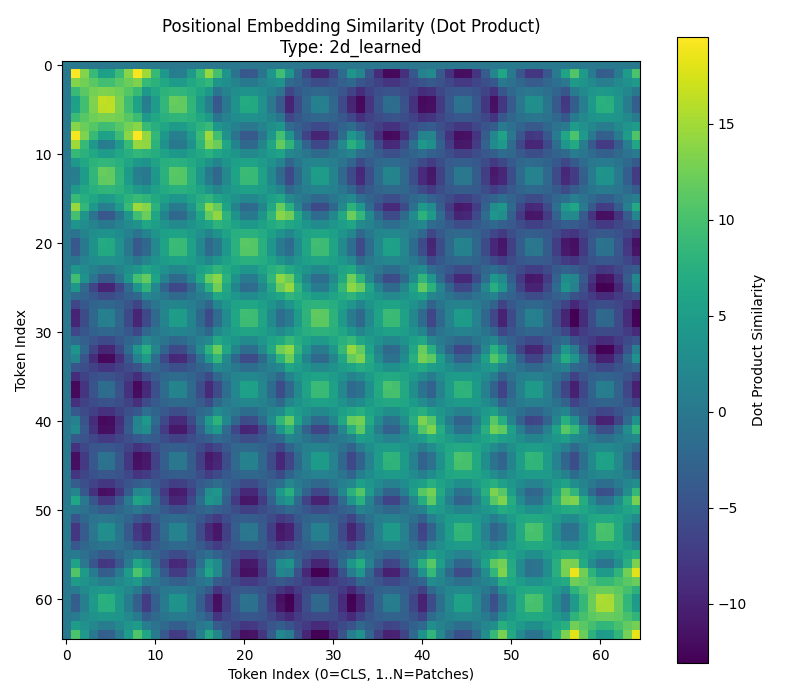 Positional Embedding Similarity (Dot Product)
Type: 2d_learned
0
10
20
30
40
50
60
Token Index
0 10 20 30 40 50 60
Token Index (0=CLS, 1..N=Patches)
15
10
5
0
−5
−10
Dot Product Similarity